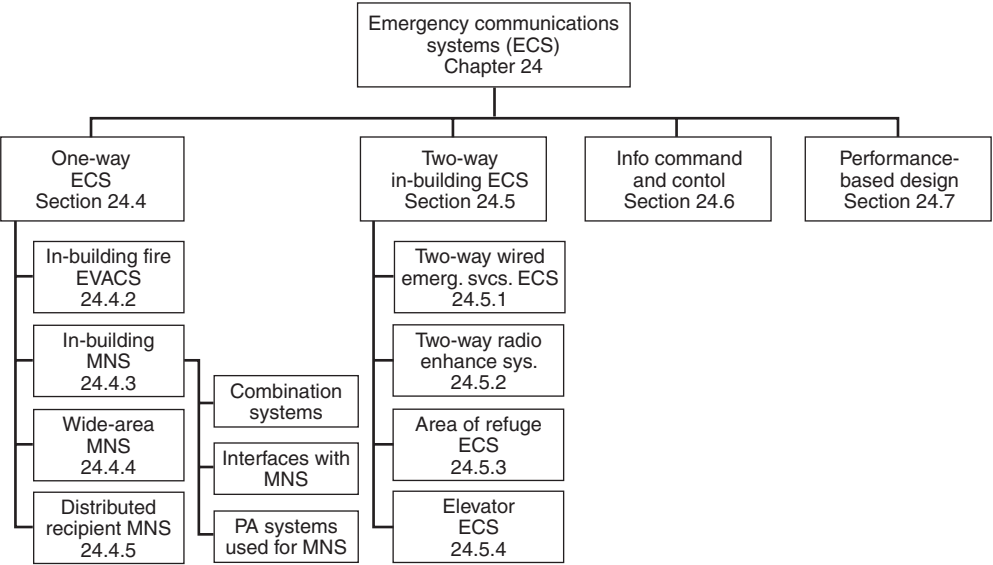 Emergency communications
systems (ECS)
Chapter 24
One-way
ECS
Section 24.4
Two-way
in-building ECS
Section 24.5
Info command
and contol
Section 24.6
Performance-
based design
Section 24.7
In-building fire
EVACS
24.4.2
In-building
MNS
24.4.3
Wide-area
MNS
24.4.4
Distributed
recipient MNS
24.4.5
Combination
systems
Interfaces with
MNS
PA systems
used for MNS
Two-way wired
emerg. svcs. ECS
24.5.1
Two-way radio
enhance sys.
24.5.2
Area of refuge
ECS
24.5.3
Elevator
ECS
24.5.4